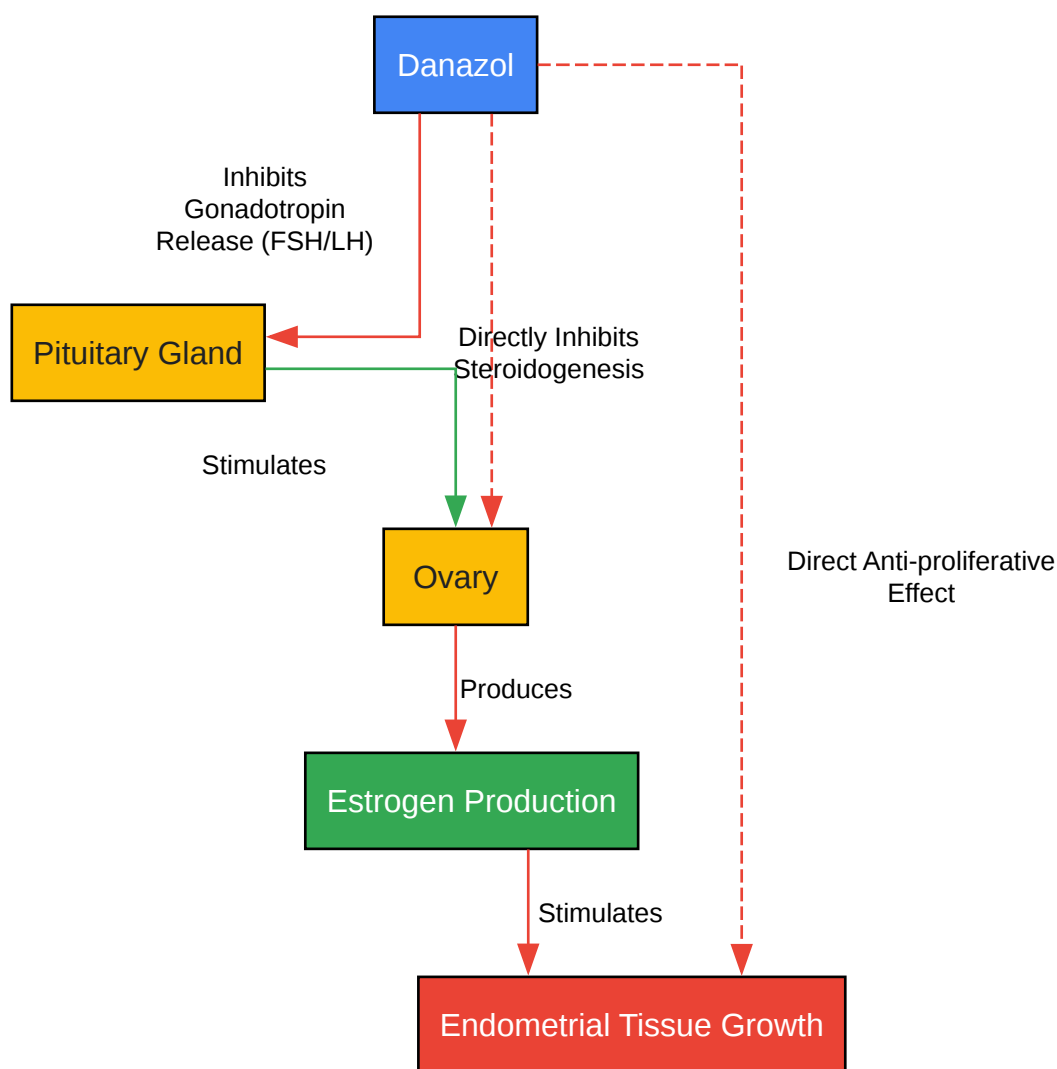 Danazol
Inhibits
Gonadotropin
Release (FSH/LH)
Pituitary Gland
Directly Inhibits
Steroidogenesis
Stimulates
Ovary
Direct Anti-proliferative
Effect
Produces
Estrogen Production
Stimulates
Endometrial Tissue Growth